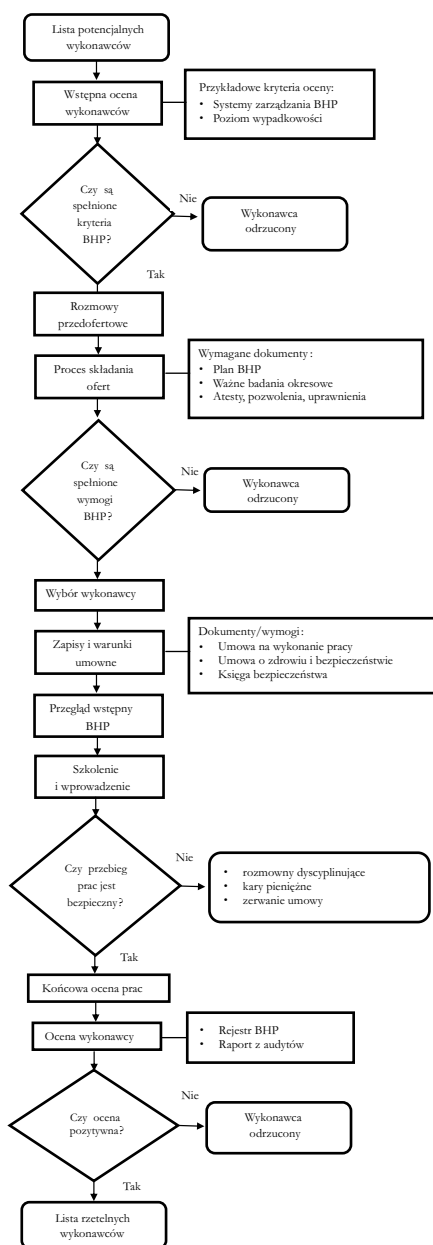 Lista potencjalnych
wykonawców
Wstępna ocena
wykonawców
Przykładowe kryteria oceny:
• Systemy zarządzania BHP
• Poziom wypadkowości
Czy są
spełnione
kryteria
BHP?
Nie
Wykonawca
odrzucony
Tak
Rozmowy
przedofertowe
Proces składania
ofert
Wymagane dokumenty :
• Plan BHP
• Ważne badania okresowe
• Atesty, pozwolenia, uprawnienia
Czy są
spełnione
wymogi
BHP?
Nie
Wykonawca
odrzucony
Wybór wykonawcy
Zapisy i warunki
umowne
Dokumenty/wymogi :
• Umowa na wykonanie pracy
• Umowa o zdrowiu i bezpieczeństwie
• Księga bezpieczeństwa
Przegląd wstępny
BHP
Szkolenie
i wprowadzenie
Czy przebieg
prac jest
bezpieczny?
Nie
• rozmowny dyscyplinujące
• kary pieniężne
• zerwanie umowy
Tak
Końcowa ocena prac
Ocena wykonawcy
• Rejestr BHP
• Raport z audytów
Czy ocena
pozytywna?
Nie
Wykonawca
odrzucony
Tak
Lista rzetelnych
wykonawców